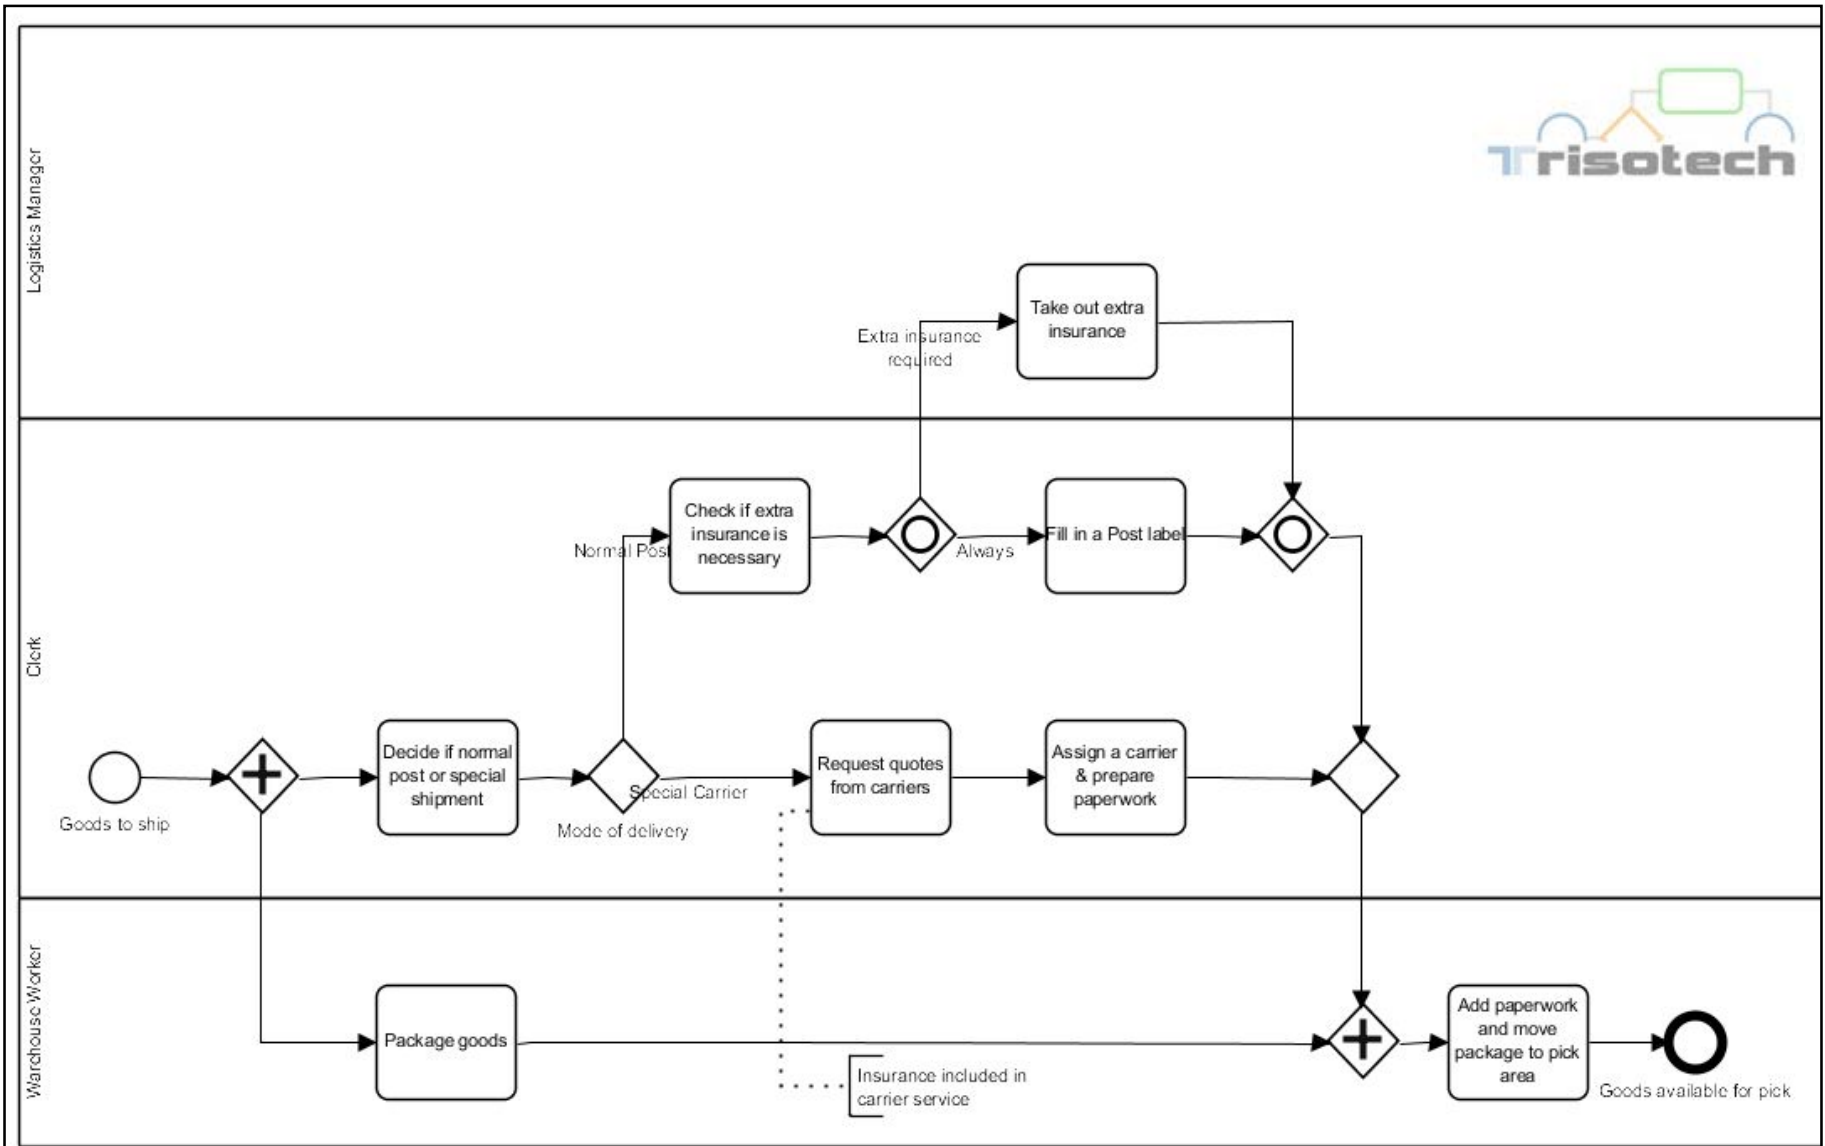 Trisotech
Logistics Manager
Take out extra
insurance
Extra insurance
required
Clerk
Check if extra
insurance is
necessary
Normal Post
Always
Fill in a Post label
Decide if normal
post or special
shipment
Request quotes
from carriers
Assign a carrier
& prepare
paperwork
Special Carrier
Goods to ship
Mode of delivery
Warehouse Worker
Package goods
Add paperwork
and move
package to pick
area
Insurance included in
carrier service
Goods available for pick